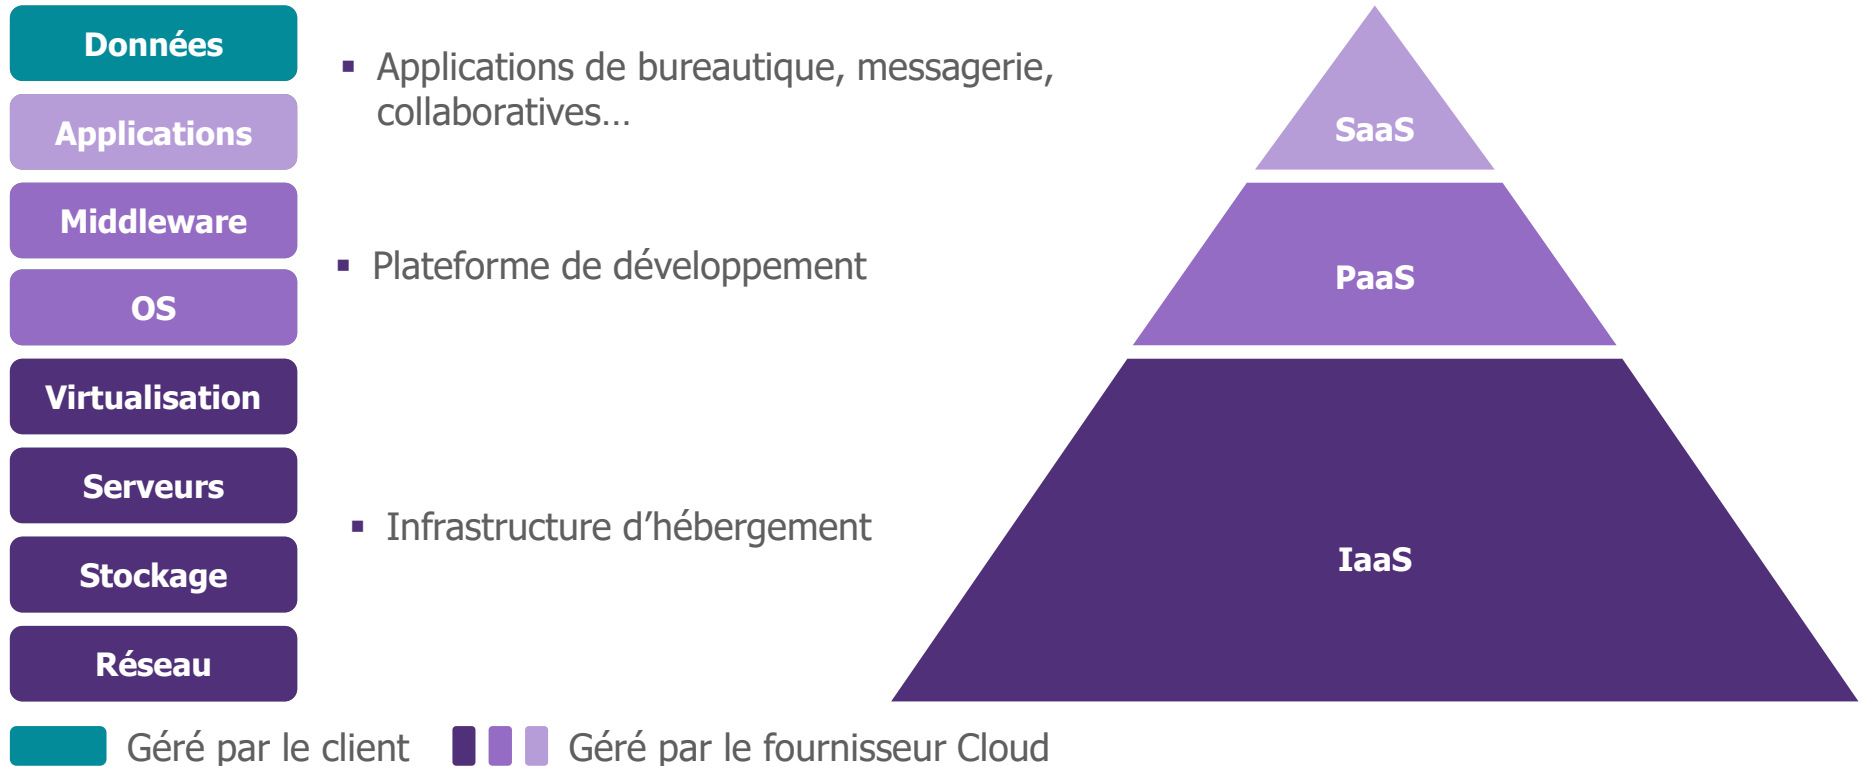 Données
Applications
Middleware
OS
Virtualisation
Serveurs
Stockage
Réseau
▪ Applications de bureautique, messagerie,
collaboratives…
▪ Plateforme de développement
▪ Infrastructure d’hébergement
SaaS
PaaS
IaaS
Géré par le client
Géré par le fournisseur Cloud